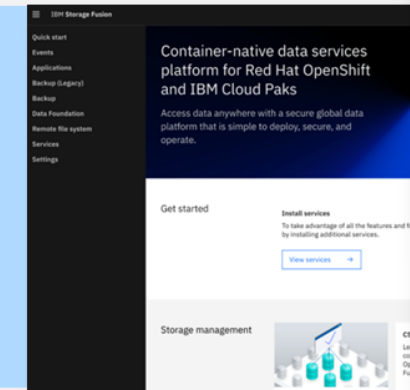 IBM Storage Fusion
Quick start
Events
Applications
Backup (Legacy)
Backup
Data Foundation
Remote file system
Services
Settings
Container-native data services
platform for Red Hat OpenShift
and IBM Cloud Paks
Access data anywhere with a secure global data
platform that is simple to deploy, secure, and
operate.
Get started
Install services
To take advantage of all the features and
by installing additional services.
View services
Storage management